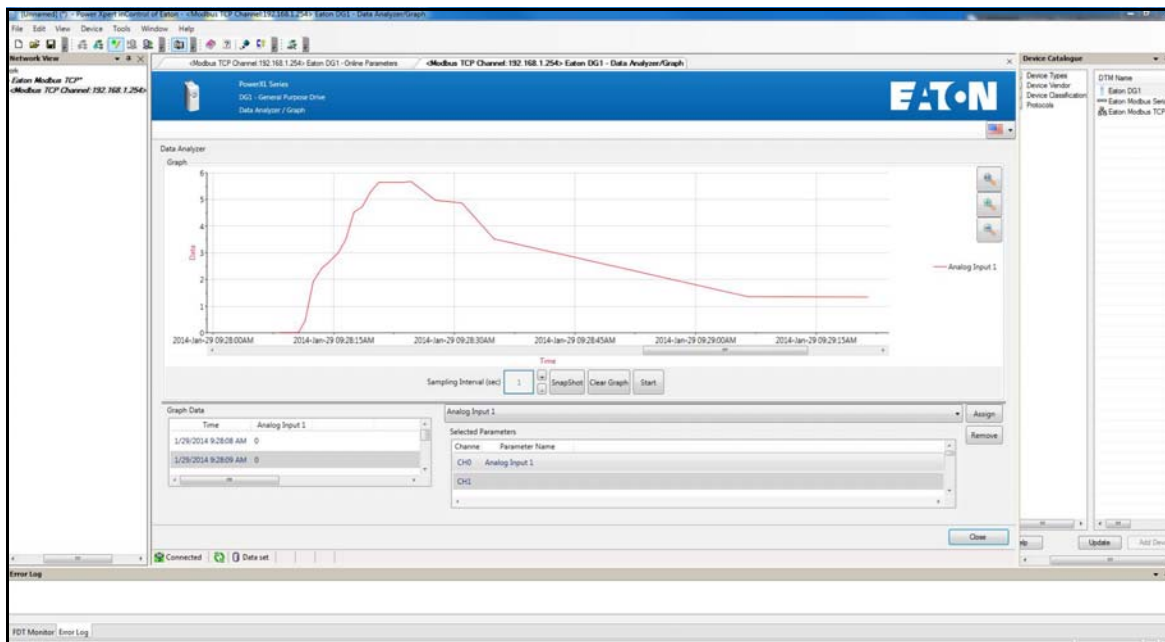 [Unnamed] (*) - Power Xpert inControl of Eaton - <Modbus TCP Channel:192.168.1.254> Eaton DG1 - Data Analyzer/Graph
File Edit View Device Tools Window Help
Network View
Eaton Modbus TCP*
<Modbus TCP Channel:192.168.1.254>
<Modbus TCP Channel:192.168.1.254> Eaton DG1 - Online Parameters
<Modbus TCP Channel:192.168.1.254> Eaton DG1 - Data Analyzer/Graph
PowerXL Series
DG1 - General Purpose Drive
Data Analyzer / Graph
EATON
Data Analyzer
Graph
6
5
4
3
2
1
0
Data
2014-Jan-29 09:28:00AM 2014-Jan-29 09:28:15AM 2014-Jan-29 09:28:30AM 2014-Jan-29 09:28:45AM 2014-Jan-29 09:29:00AM 2014-Jan-29 09:29:15AM
Time
Analog Input 1
Sampling Interval (sec) 1 SnapShot Clear Graph Start
Graph Data
Time Analog Input 1
1/29/2014 9:28:08 AM 0
1/29/2014 9:28:09 AM 0
Analog Input 1 Assign
Selected Parameters Remove
Channe Parameter Name
CH0 Analog Input 1
CH1
Close
Connected Data set
Device Catalogue
Device Types
Device Vendor
Device Classification
Protocols
DTM Name
Eaton DG1
Eaton Modbus Seri
Eaton Modbus TCP
Update Add Devi
Error Log
FDT Monitor Error Log